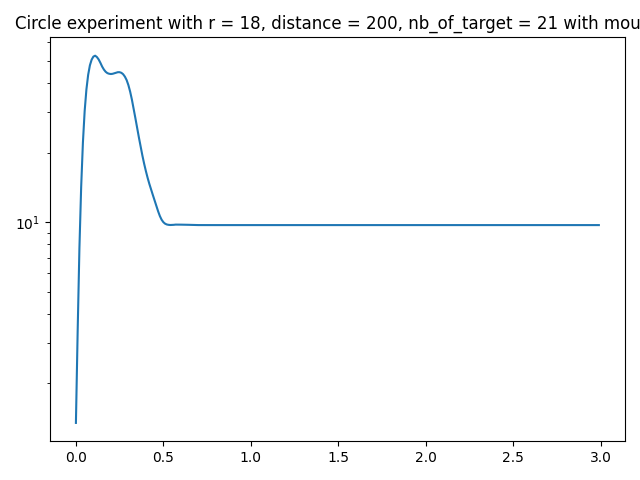 Circle experiment with r = 18, distance = 200, nb_of_target = 21 with mou
10¹
0.0 0.5 1.0 1.5 2.0 2.5 3.0